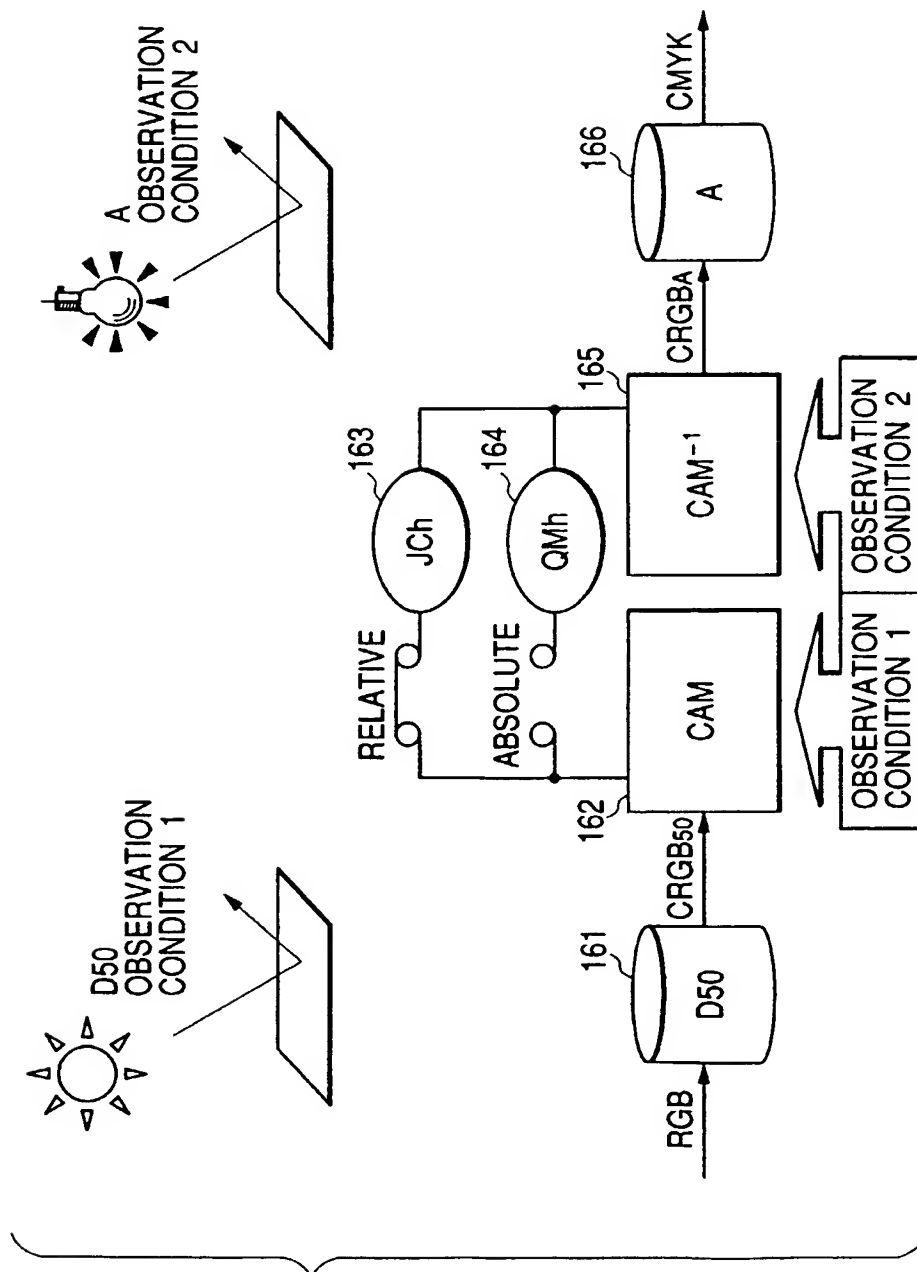 D50
OBSERVATION
CONDITION 1
A
OBSERVATION
CONDITION 2
RELATIVE
163
JCh
ABSOLUTE
164
QMh
RGB
161
D50
CRGB50
162
CAM
165
CAM-1
CRGBA
166
A
CMYK
OBSERVATION
CONDITION 1
OBSERVATION
CONDITION 2